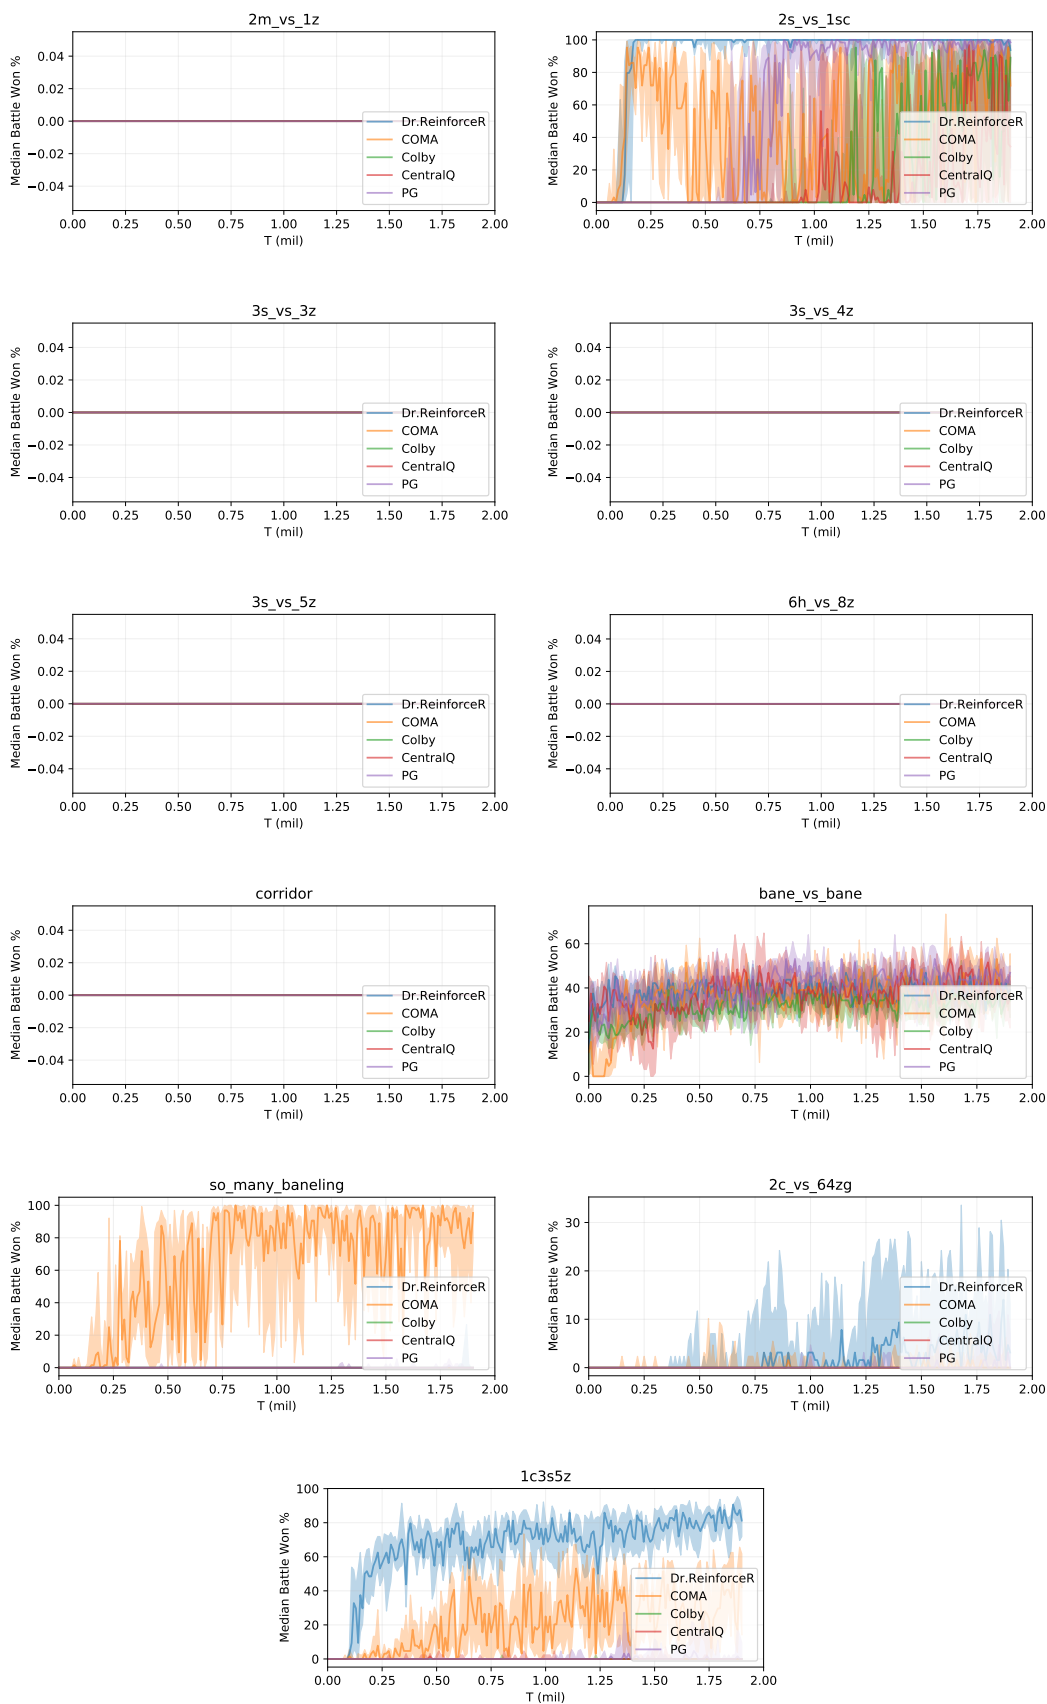 2m_vs_1z
Median Battle Won %
0.04
0.02
0.00
−0.02
−0.04
0.00 0.25 0.50 0.75 1.00 1.25 1.50 1.75 2.00
T (mil)
Dr.ReinforceR
COMA
Colby
CentralQ
PG
2s_vs_1sc
Median Battle Won %
100
80
60
40
20
0
0.00 0.25 0.50 0.75 1.00 1.25 1.50 1.75 2.00
T (mil)
Dr.ReinforceR
COMA
Colby
CentralQ
PG
3s_vs_3z
Median Battle Won %
0.04
0.02
0.00
−0.02
−0.04
0.00 0.25 0.50 0.75 1.00 1.25 1.50 1.75 2.00
T (mil)
Dr.ReinforceR
COMA
Colby
CentralQ
PG
3s_vs_4z
Median Battle Won %
0.04
0.02
0.00
−0.02
−0.04
0.00 0.25 0.50 0.75 1.00 1.25 1.50 1.75 2.00
T (mil)
Dr.ReinforceR
COMA
Colby
CentralQ
PG
3s_vs_5z
Median Battle Won %
0.04
0.02
0.00
−0.02
−0.04
0.00 0.25 0.50 0.75 1.00 1.25 1.50 1.75 2.00
T (mil)
Dr.ReinforceR
COMA
Colby
CentralQ
PG
6h_vs_8z
Median Battle Won %
0.04
0.02
0.00
−0.02
−0.04
0.00 0.25 0.50 0.75 1.00 1.25 1.50 1.75 2.00
T (mil)
Dr.ReinforceR
COMA
Colby
CentralQ
PG
corridor
Median Battle Won %
0.04
0.02
0.00
−0.02
−0.04
0.00 0.25 0.50 0.75 1.00 1.25 1.50 1.75 2.00
T (mil)
Dr.ReinforceR
COMA
Colby
CentralQ
PG
bane_vs_bane
Median Battle Won %
60
40
20
0
0.00 0.25 0.50 0.75 1.00 1.25 1.50 1.75 2.00
T (mil)
Dr.ReinforceR
COMA
Colby
CentralQ
PG
so_many_baneling
Median Battle Won %
100
80
60
40
20
0
0.00 0.25 0.50 0.75 1.00 1.25 1.50 1.75 2.00
T (mil)
Dr.ReinforceR
COMA
Colby
CentralQ
PG
2c_vs_64zg
Median Battle Won %
30
20
10
0
0.00 0.25 0.50 0.75 1.00 1.25 1.50 1.75 2.00
T (mil)
Dr.ReinforceR
COMA
Colby
CentralQ
PG
1c3s5z
Median Battle Won %
100
80
60
40
20
0
0.00 0.25 0.50 0.75 1.00 1.25 1.50 1.75 2.00
T (mil)
Dr.ReinforceR
COMA
Colby
CentralQ
PG